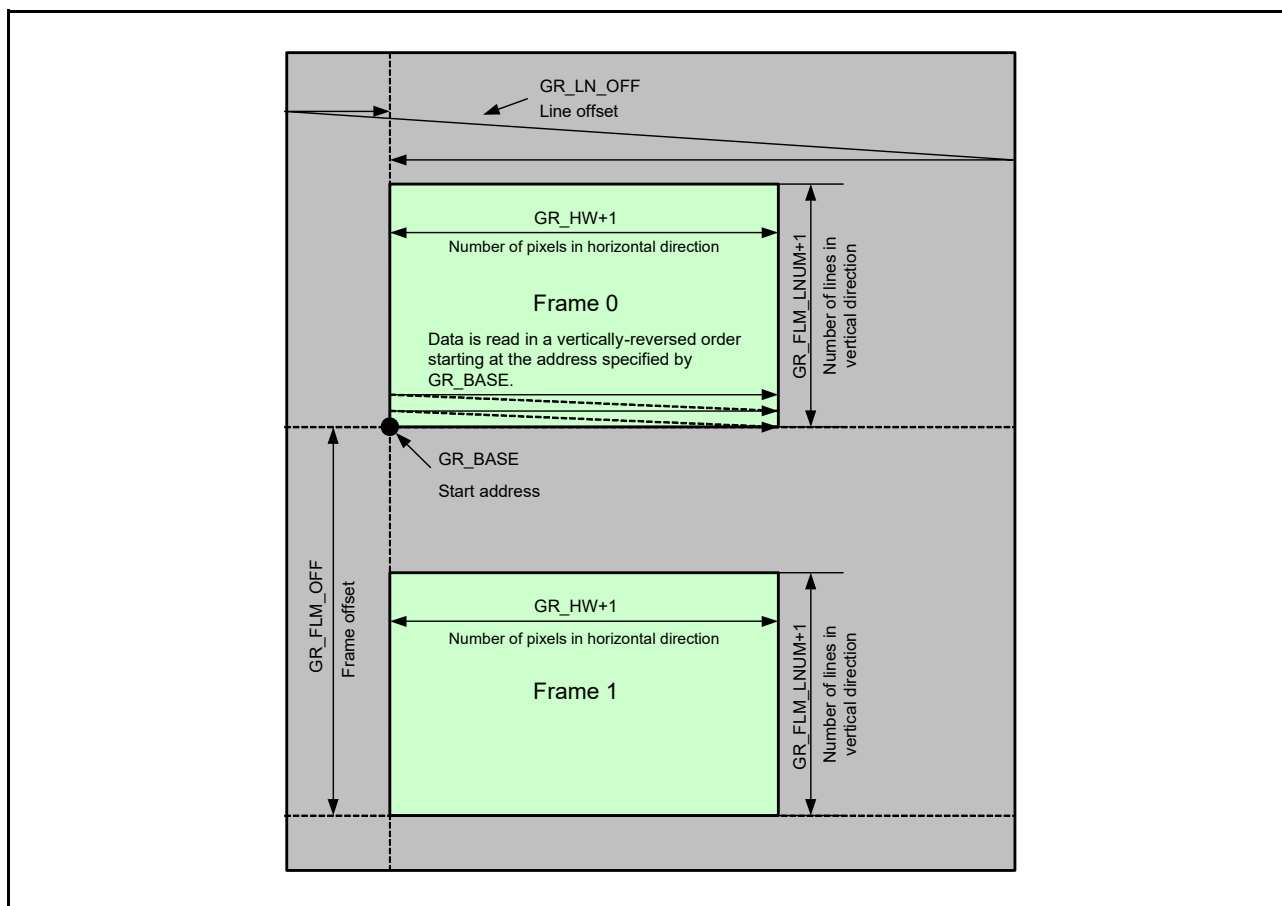 GR_LN_OFF
Line offset
GR_HW+1
Number of pixels in horizontal direction
Frame 0
Data is read in a vertically-reversed order
starting at the address specified by
GR_BASE.
GR_FLM_LNUM+1
Number of lines in
vertical direction
GR_BASE
Start address
GR_FLM_OFF
Frame offset
GR_HW+1
Number of pixels in horizontal direction
Frame 1
GR_FLM_LNUM+1
Number of lines in
vertical direction